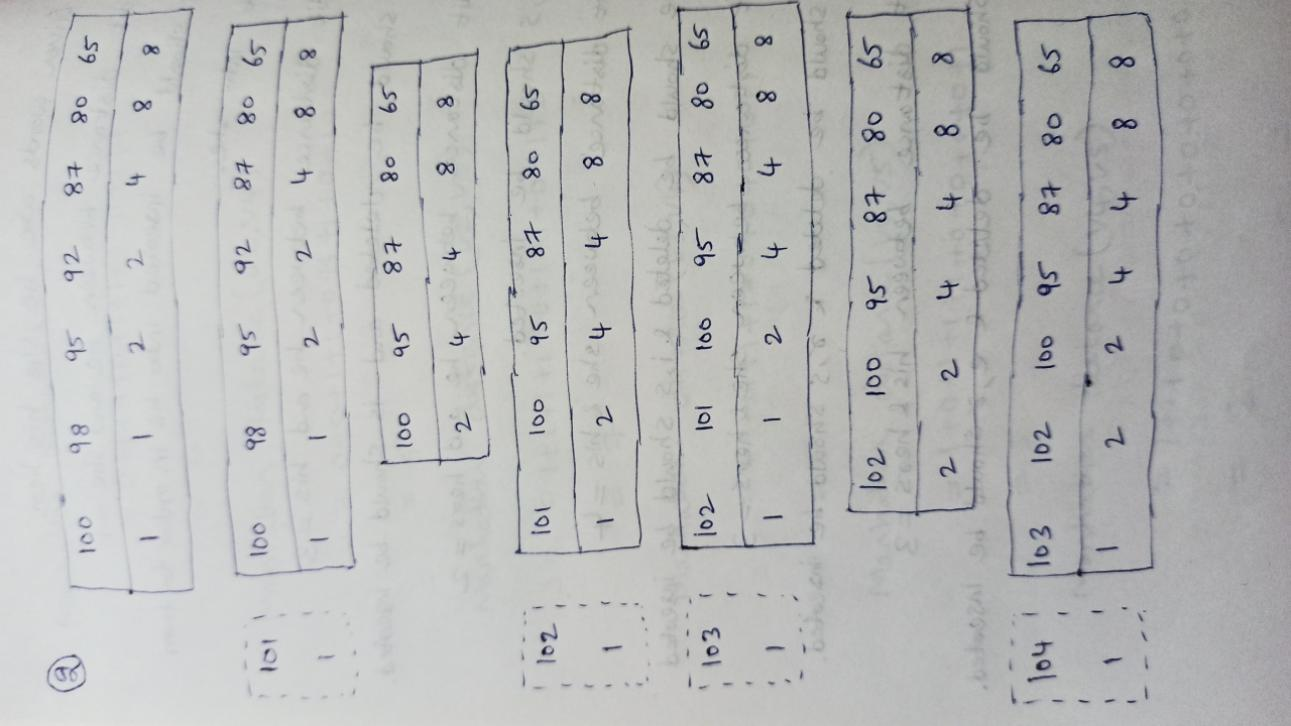 ② 100 98 95 92 87 80 65
1 1 2 2 4 8 8
101 100 98 95 92 87 80 65
1 1 1 2 2 4 8 8
100 95 87 80 65
2 4 4 8 8
102 101 100 95 87 80 65
1 1 2 4 4 8 8
103 102 101 100 95 87 80 65
1 1 1 2 4 4 8 8
102 100 95 87 80 65
2 2 4 4 8 8
104 103 102 100 95 87 80 65
1 1 2 2 4 4 8 8